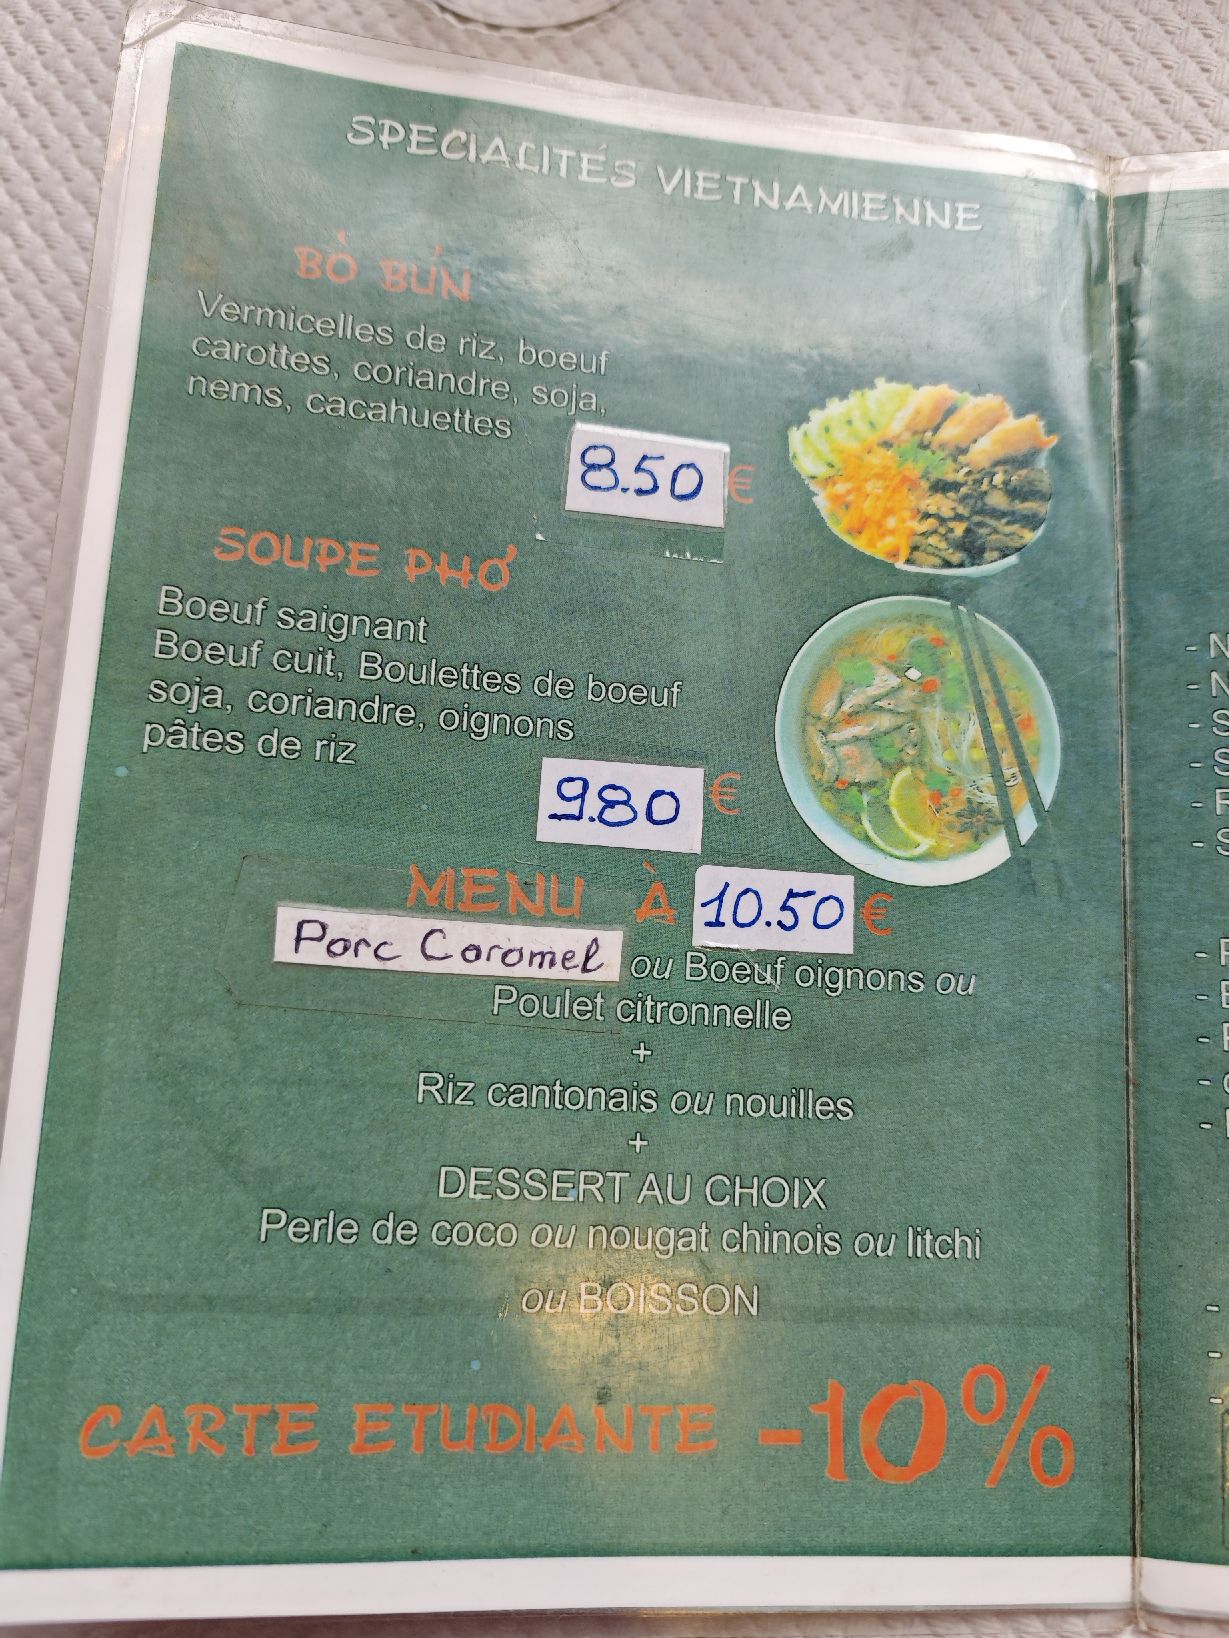 SPECIALITÉS VIETNAMIENNE
BÒ BÚN
Vermicelles de riz, boeuf
carottes, coriandre, soja,
nems, cacahuettes
8.50 €
SOUPE PHỚ
Boeuf saignant
Boeuf cuit, Boulettes de boeuf
soja, coriandre, oignons
pâtes de riz
9.80 €
MENU À 10.50 €
Porc Caramel ou Boeuf oignons ou
Poulet citronnelle
+
Riz cantonais ou nouilles
+
DESSERT AU CHOIX
Perle de coco ou nougat chinois ou litchi
ou BOISSON
CARTE ETUDIANTE -10%